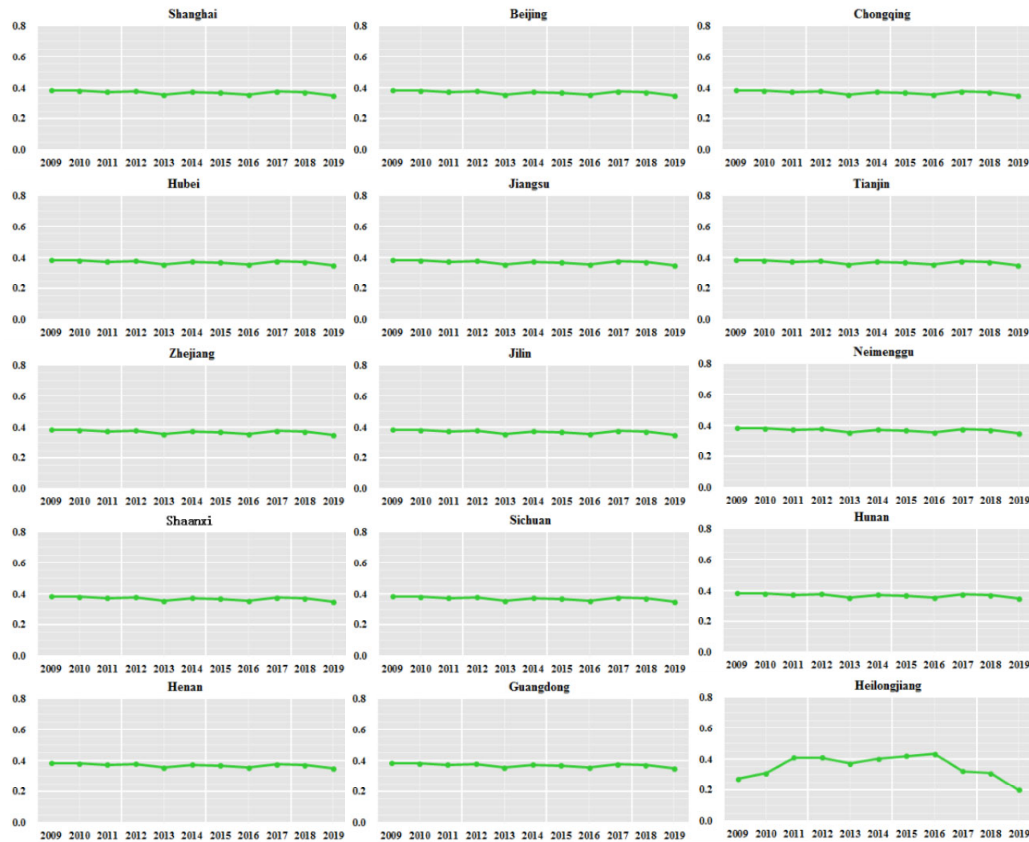 Shanghai Beijing Chongqing
0.8 0.8 0.8
0.6 0.6 0.6
0.4 0.4 0.4
0.2 0.2 0.2
0.0 0.0 0.0
2009 2010 2011 2012 2013 2014 2015 2016 2017 2018 2019 2009 2010 2011 2012 2013 2014 2015 2016 2017 2018 2019 2009 2010 2011 2012 2013 2014 2015 2016 2017 2018 2019
Hubei Jiangsu Tianjin
0.8 0.8 0.8
0.6 0.6 0.6
0.4 0.4 0.4
0.2 0.2 0.2
0.0 0.0 0.0
2009 2010 2011 2012 2013 2014 2015 2016 2017 2018 2019 2009 2010 2011 2012 2013 2014 2015 2016 2017 2018 2019 2009 2010 2011 2012 2013 2014 2015 2016 2017 2018 2019
Zhejiang Jilin Neimenggu
0.8 0.8 0.8
0.6 0.6 0.6
0.4 0.4 0.4
0.2 0.2 0.2
0.0 0.0 0.0
2009 2010 2011 2012 2013 2014 2015 2016 2017 2018 2019 2009 2010 2011 2012 2013 2014 2015 2016 2017 2018 2019 2009 2010 2011 2012 2013 2014 2015 2016 2017 2018 2019
Shaanxi Sichuan Hunan
0.8 0.8 0.8
0.6 0.6 0.6
0.4 0.4 0.4
0.2 0.2 0.2
0.0 0.0 0.0
2009 2010 2011 2012 2013 2014 2015 2016 2017 2018 2019 2009 2010 2011 2012 2013 2014 2015 2016 2017 2018 2019 2009 2010 2011 2012 2013 2014 2015 2016 2017 2018 2019
Henan Guangdong Heilongjiang
0.8 0.8 0.8
0.6 0.6 0.6
0.4 0.4 0.4
0.2 0.2 0.2
0.0 0.0 0.0
2009 2010 2011 2012 2013 2014 2015 2016 2017 2018 2019 2009 2010 2011 2012 2013 2014 2015 2016 2017 2018 2019 2009 2010 2011 2012 2013 2014 2015 2016 2017 2018 2019